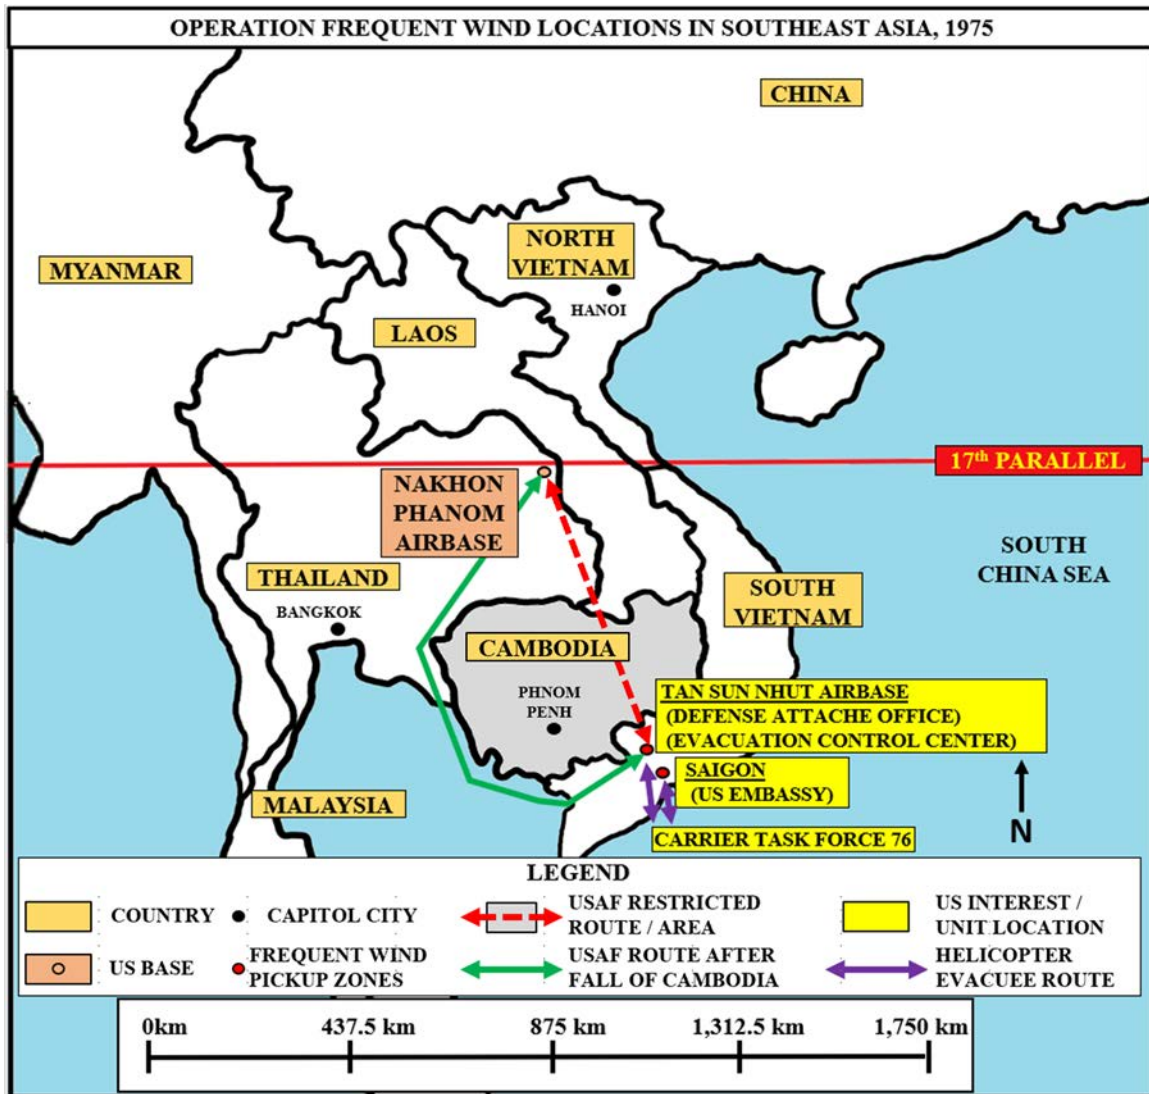 OPERATION FREQUENT WIND LOCATIONS IN SOUTHEAST ASIA, 1975
CHINA
NORTH
VIETNAM
MYANMAR
HANOI
LAOS
17th PARALLEL
NAKHON
PHANOM
AIRBASE
SOUTH
CHINA SEA
THAILAND
BANGKOK
SOUTH
VIETNAM
CAMBODIA
PHNOM
PENH
TAN SUN NHUT AIRBASE
(DEFENSE ATTACHE OFFICE)
(EVACUATION CONTROL CENTER)
SAIGON
(US EMBASSY)
MALAYSIA
CARRIER TASK FORCE 76
N
LEGEND
COUNTRY
CAPITOL CITY
USAF RESTRICTED
ROUTE / AREA
US INTEREST /
UNIT LOCATION
US BASE
FREQUENT WIND
PICKUP ZONES
USAF ROUTE AFTER
FALL OF CAMBODIA
HELICOPTER
EVACUEE ROUTE
0km 437.5 km 875 km 1,312.5 km 1,750 km